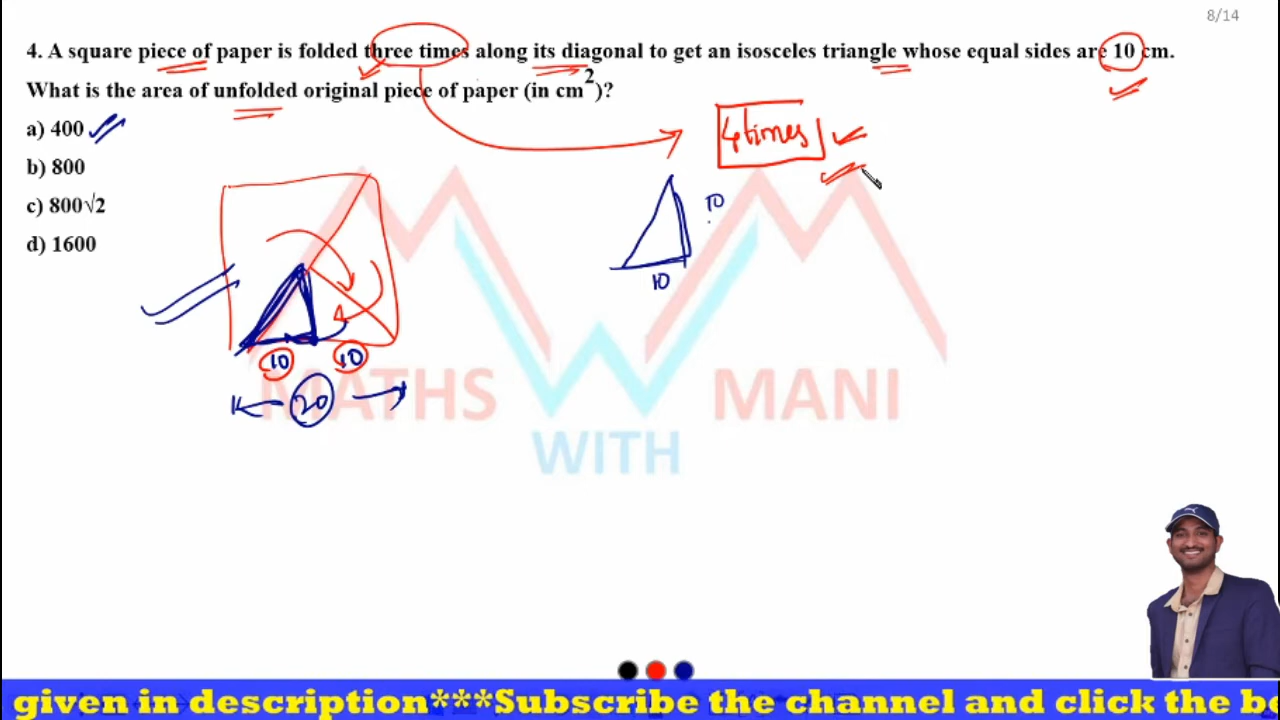 8/14
4. A square piece of paper is folded three times along its diagonal to get an isosceles triangle whose equal sides are 10 cm.
What is the area of unfolded original piece of paper (in cm²)?
a) 400
b) 800
c) 800√2
d) 1600
4 times
10
10
10 10
20
MATHS
WITH
MANI
given in description***Subscribe the channel and click the be